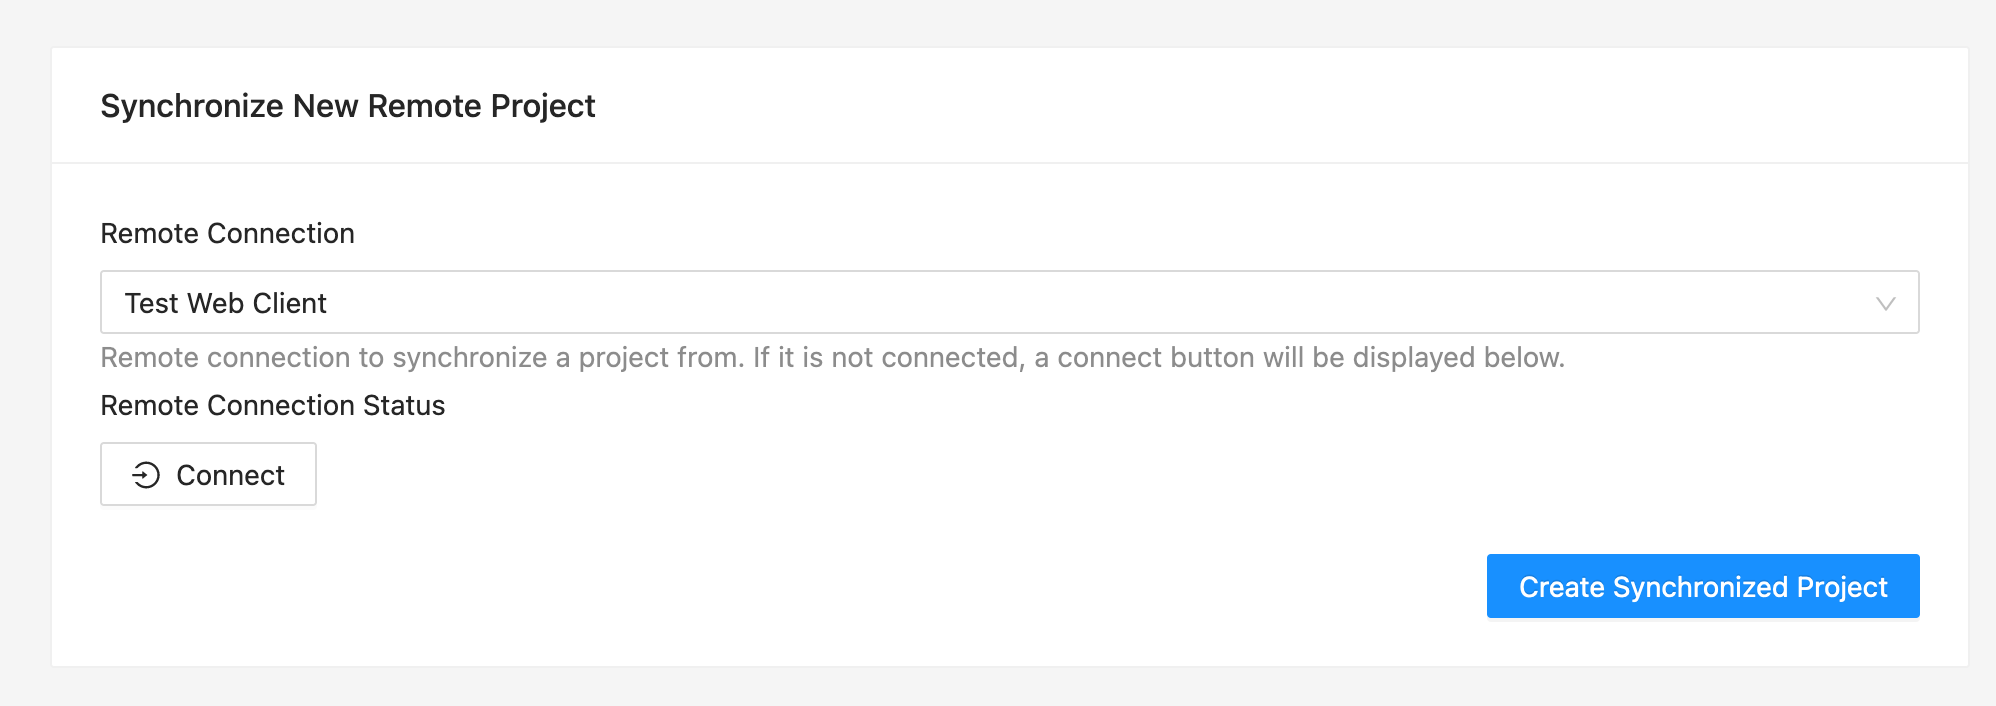 Synchronize New Remote Project
Remote Connection
Test Web Client
Remote connection to synchronize a project from. If it is not connected, a connect button will be displayed below.
Remote Connection Status
Connect
Create Synchronized Project